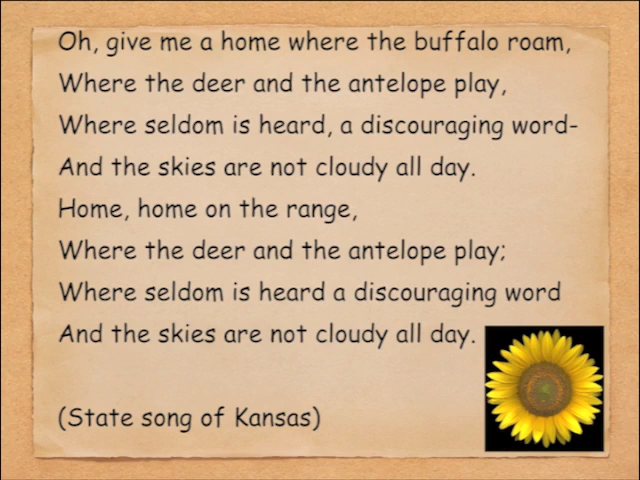 Oh, give me a home where the buffalo roam,
Where the deer and the antelope play,
Where seldom is heard, a discouraging word-
And the skies are not cloudy all day.
Home, home on the range,
Where the deer and the antelope play;
Where seldom is heard a discouraging word
And the skies are not cloudy all day.
(State song of Kansas)